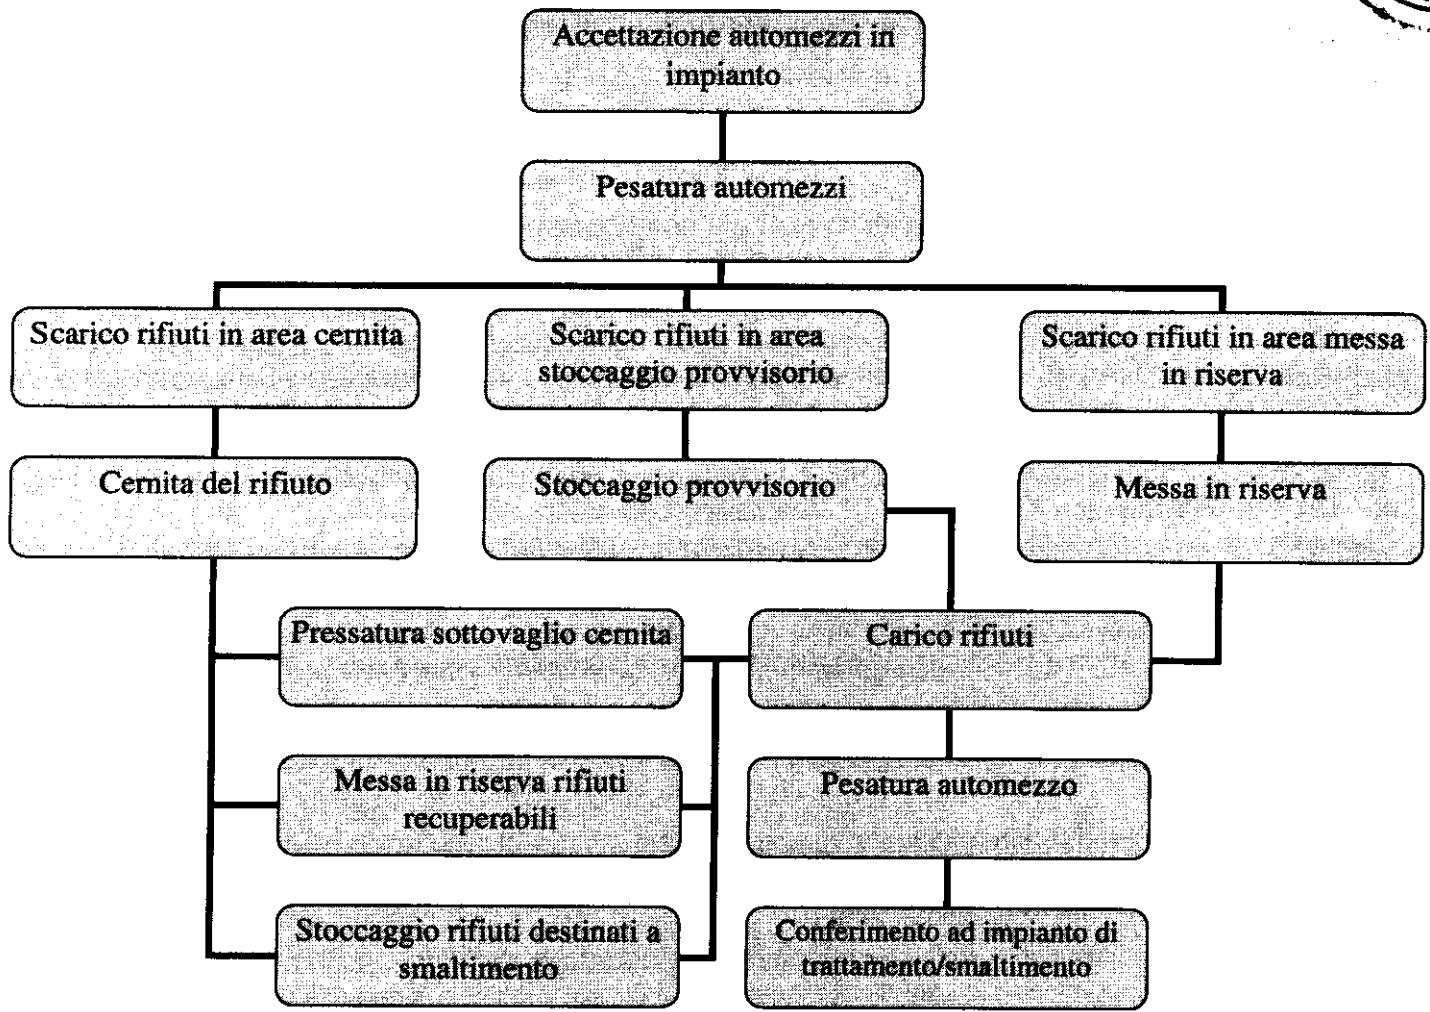 Accettazione automezzi in
impianto
Pesatura automezzi
Scarico rifiuti in area cernita
Scarico rifiuti in area
stoccaggio provvisorio
Scarico rifiuti in area messa
in riserva
Cernita del rifiuto
Stoccaggio provvisorio
Messa in riserva
Pressatura sottovaglio cernita
Carico rifiuti
Messa in riserva rifiuti
recuperabili
Pesatura automezzo
Stoccaggio rifiuti destinati a
smaltimento
Conferimento ad impianto di
trattamento/smaltimento